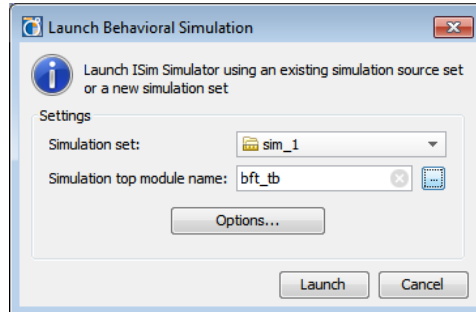 Launch Behavioral Simulation
Launch ISim Simulator using an existing simulation source set
or a new simulation set
Settings
Simulation set: sim_1
Simulation top module name: bft_tb ...
Options...
Launch Cancel